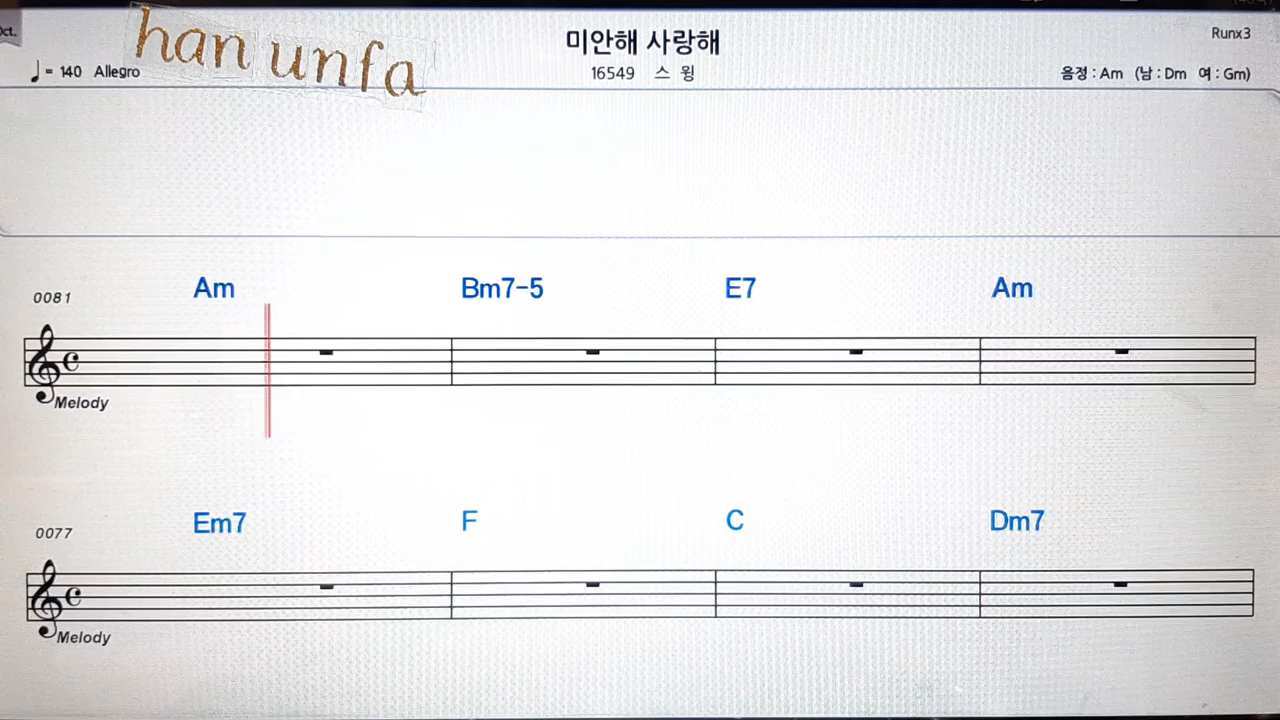 Oct.
han unfa
미안해 사랑해
Runx3
♩= 140 Allegro
16549 스 윙
음정 : Am (남 : Dm 여 : Gm)
0081
Am Bm7-5 E7 Am
Melody
0077
Em7 F C Dm7
Melody